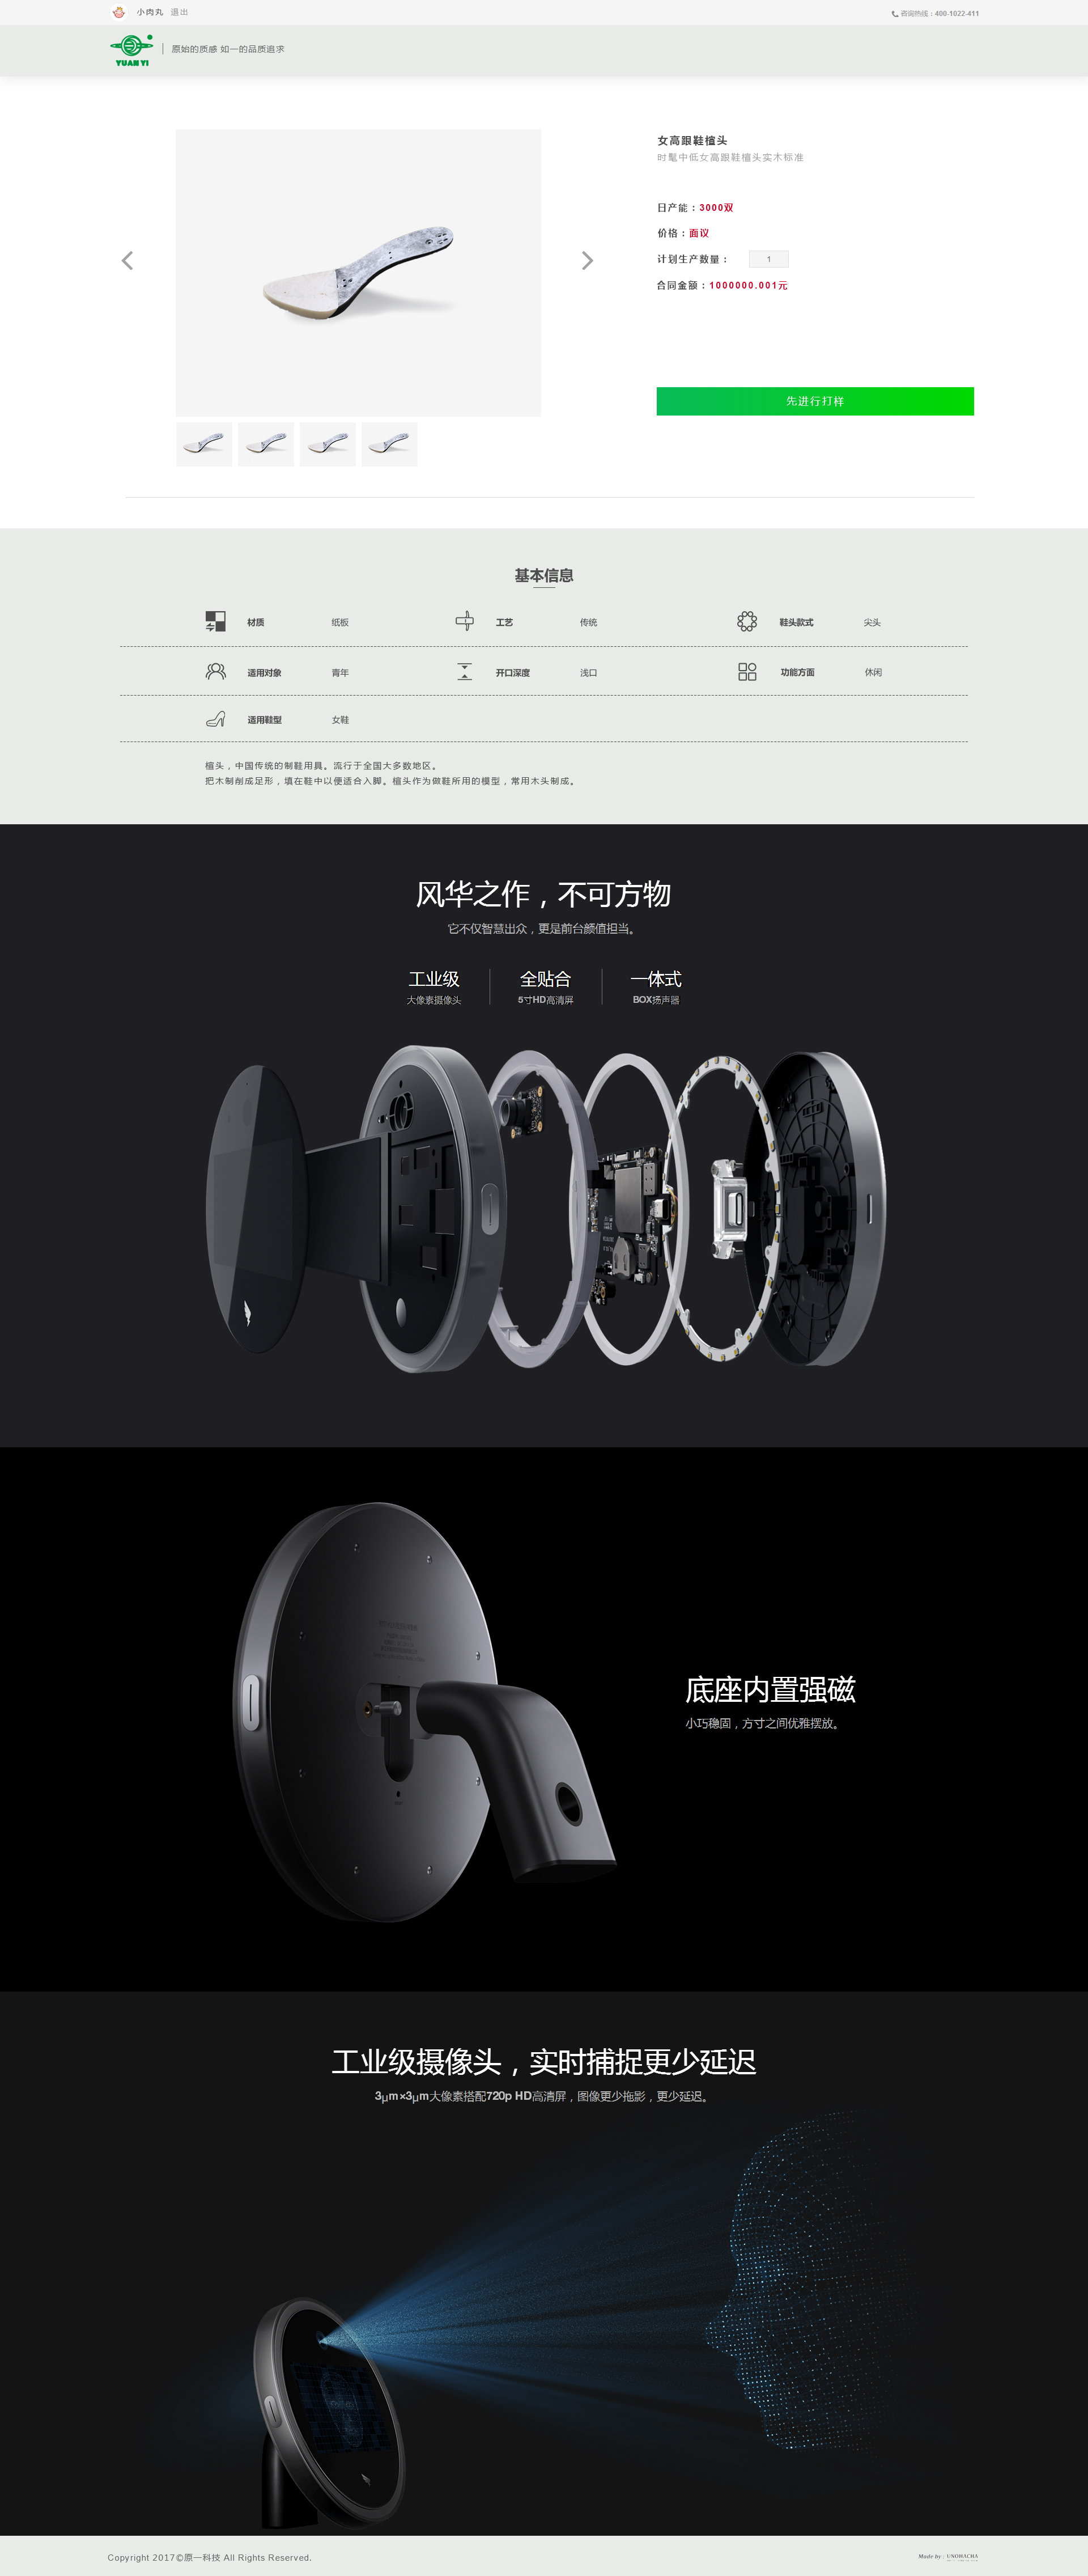 小肉丸 退出
咨询热线：400-1022-411
YUAN YI
原始的质感 如一的品质追求
女高跟鞋楦头
时髦中低女高跟鞋楦头实木标准
日产能：3000双
价格：面议
计划生产数量： 1
合同金额：1000000.001元
先进行打样
基本信息
材质 纸板 工艺 传统 鞋头款式 尖头
适用对象 青年 开口深度 浅口 功能方面 休闲
适用鞋型 女鞋
楦头，中国传统的制鞋用具。流行于全国大多数地区。
把木制削成足形，填在鞋中以便适合入脚。楦头作为做鞋所用的模型，常用木头制成。
风华之作，不可方物
它不仅智慧出众，更是前台颜值担当。
工业级 全贴合 一体式
大像素摄像头 5寸HD高清屏 BOX扬声器
底座内置强磁
小巧稳固，方寸之间优雅摆放。
工业级摄像头，实时捕捉更少延迟
3μm×3μm大像素搭配720p HD高清屏，图像更少拖影，更少延迟。
Copyright 2017©原一科技 All Rights Reserved.
Made by : UNOHACHA